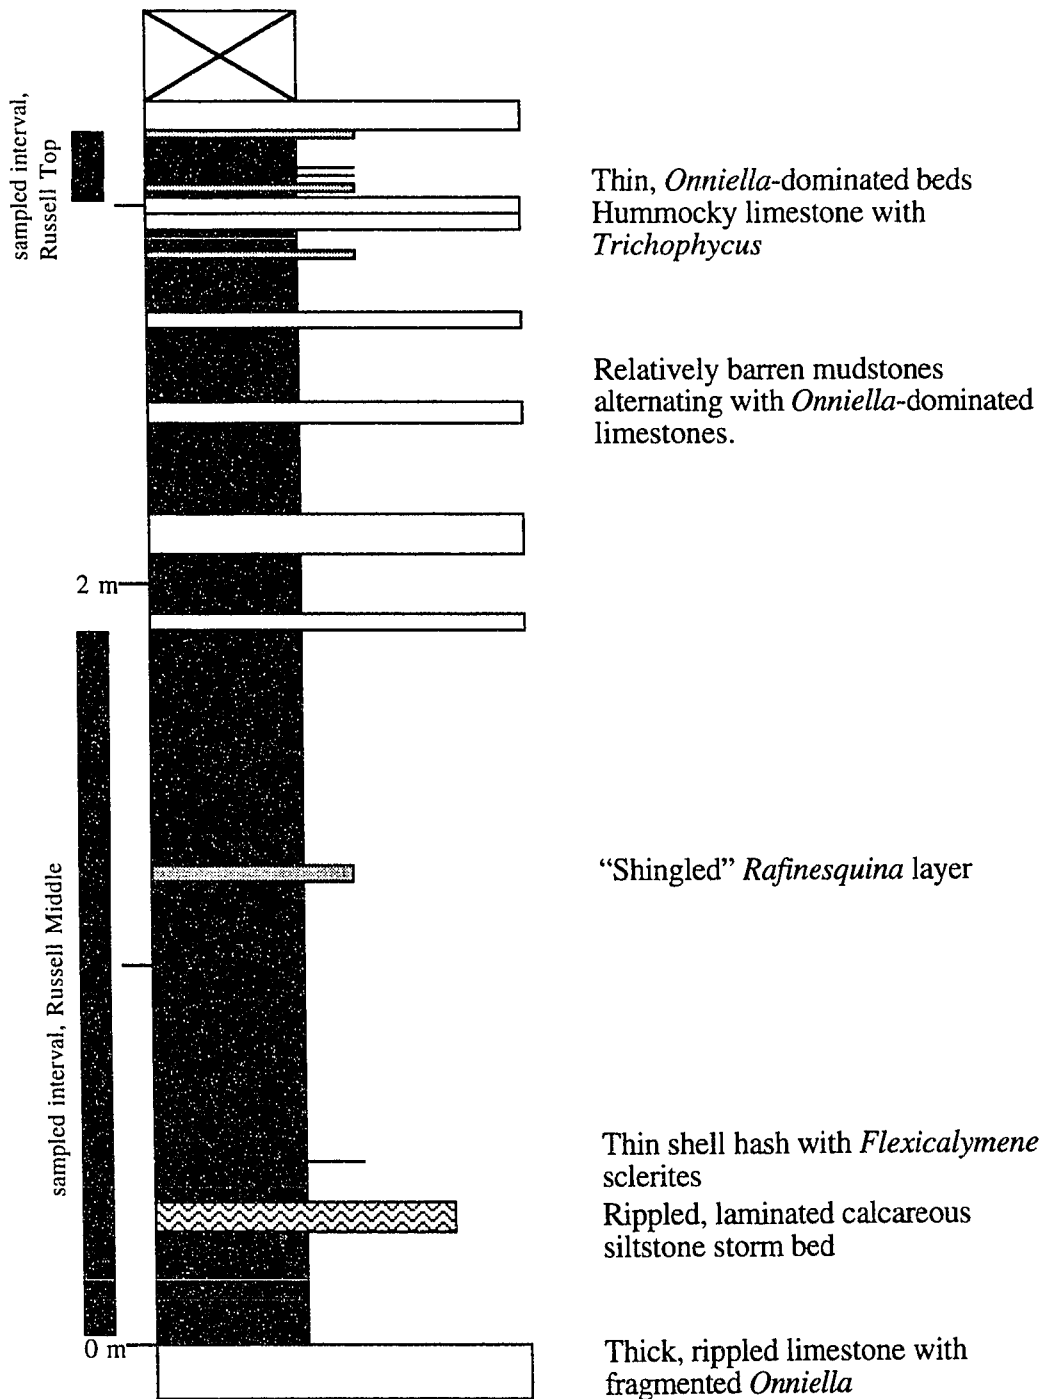 sampled interval,
Russell Top
Thin, Onniella-dominated beds
Hummocky limestone with
Trichophycus
Relatively barren mudstones
alternating with Onniella-dominated
limestones.
2 m
“Shingled” Rafinesquina layer
sampled interval, Russell Middle
Thin shell hash with Flexicalymene
sclerites
Rippled, laminated calcareous
siltstone storm bed
0 m
Thick, rippled limestone with
fragmented Onniella